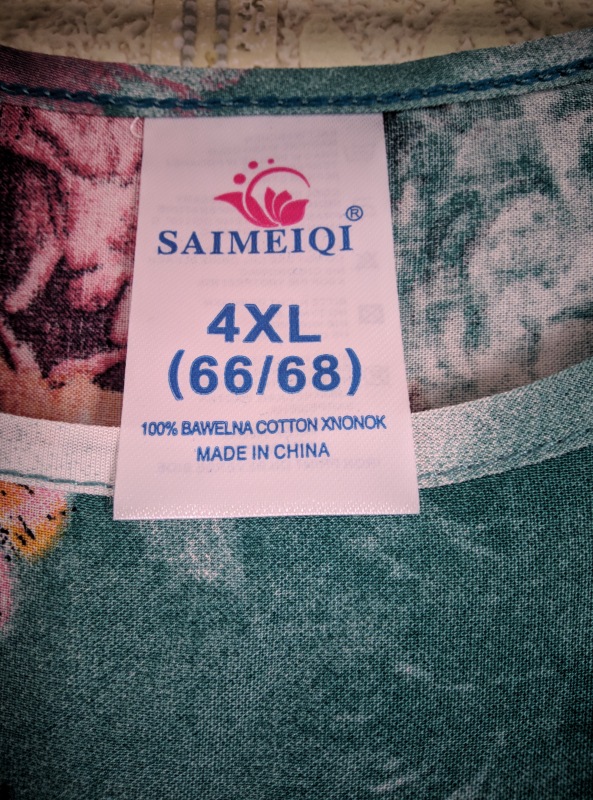 SAIMEIQI®
4XL
(66/68)
100% BAWELNA COTTON XNONOK
MADE IN CHINA